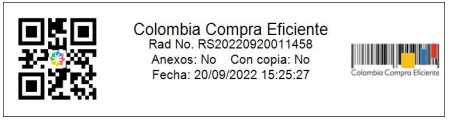 Colombia Compra Eficiente
Rad No. RS20220920011458
Anexos: No Con copia: No
Fecha: 20/09/2022 15:25:27
Colombia Compra Eficiente